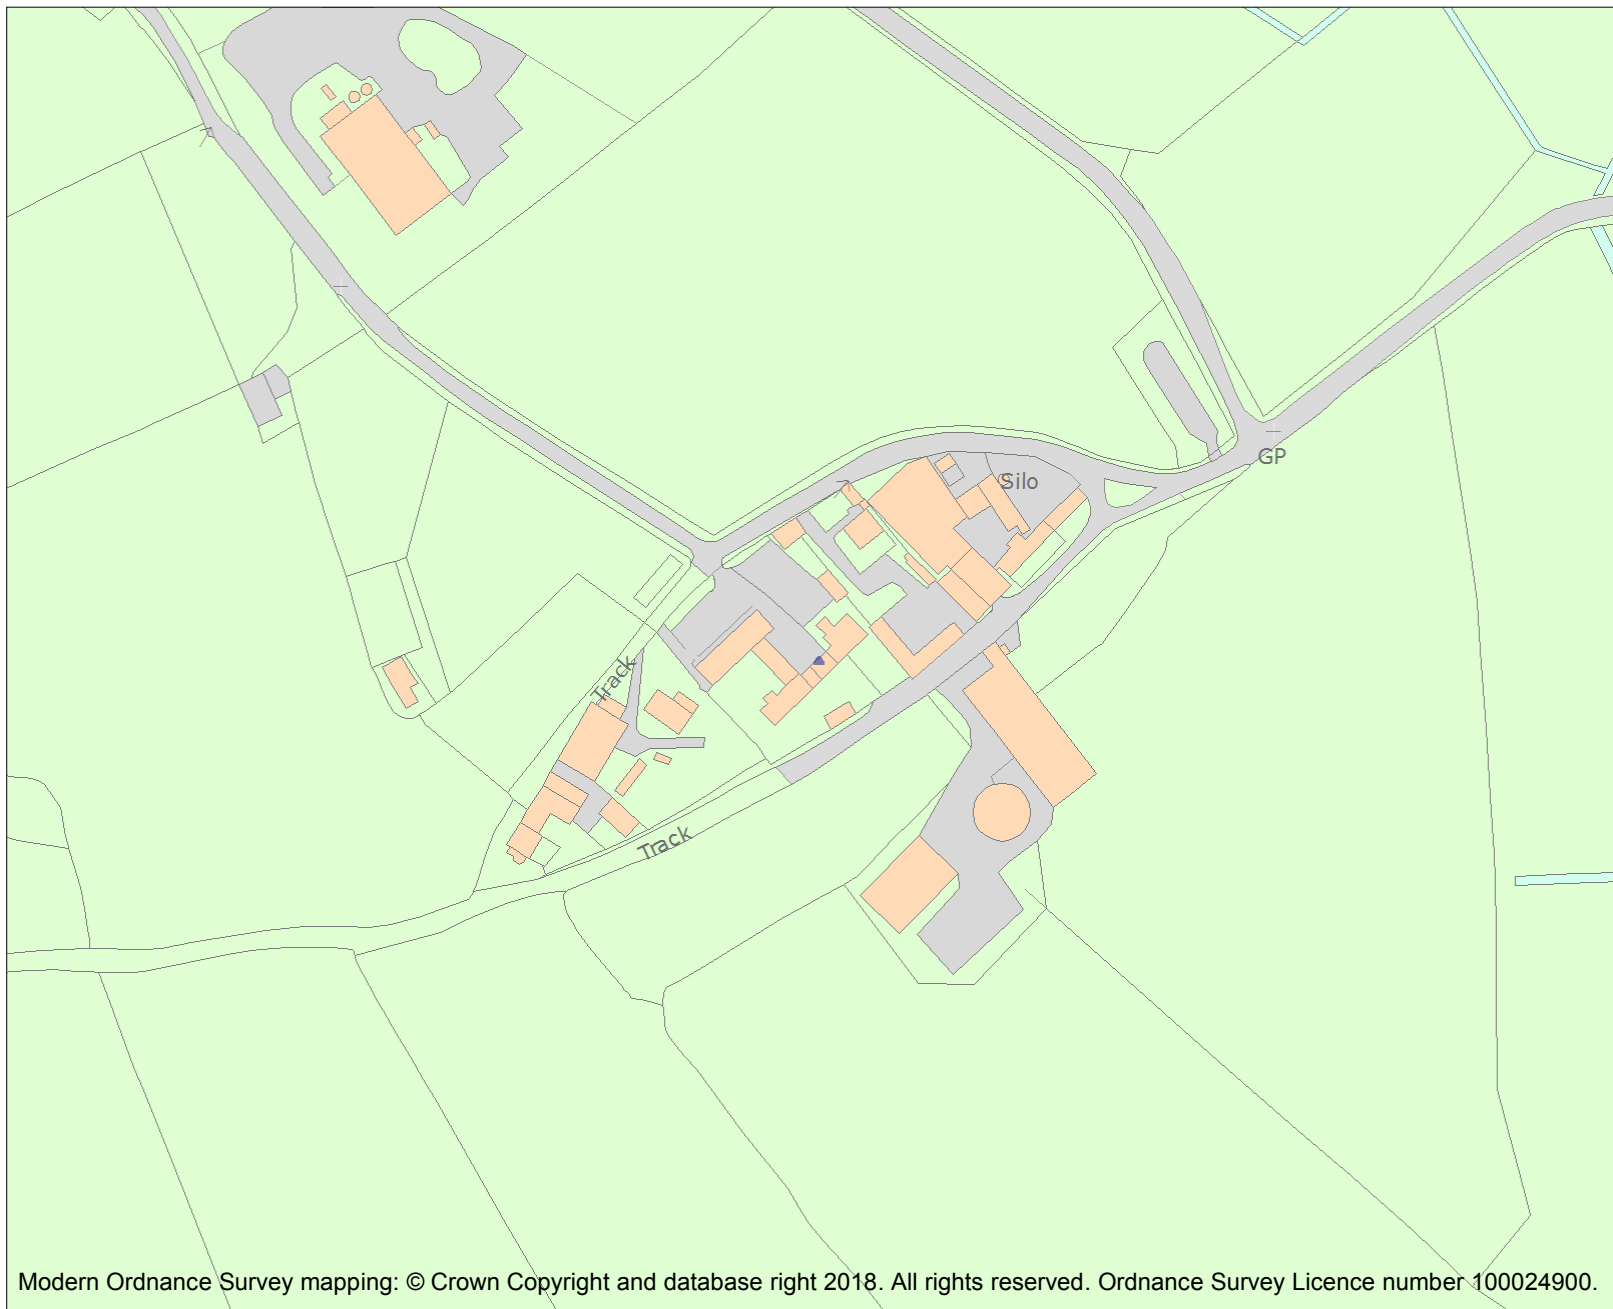 Silo
GP
Track
Track
Modern Ordnance Survey mapping: © Crown Copyright and database right 2018. All rights reserved. Ordnance Survey Licence number 100024900.